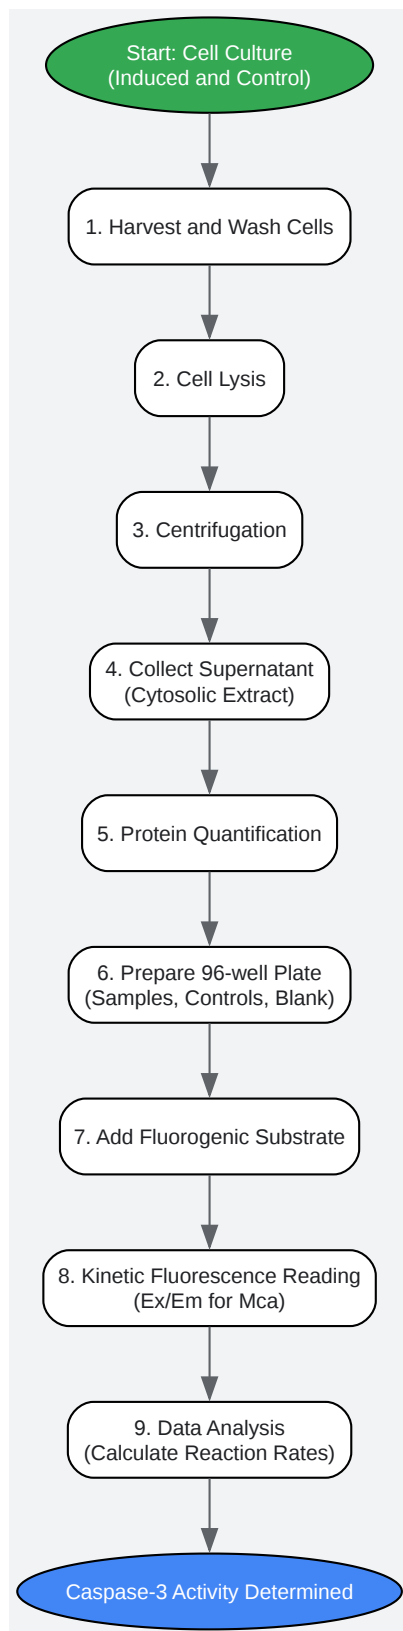 Start: Cell Culture
(Induced and Control)
1. Harvest and Wash Cells
2. Cell Lysis
3. Centrifugation
4. Collect Supernatant
(Cytosolic Extract)
5. Protein Quantification
6. Prepare 96-well Plate
(Samples, Controls, Blank)
7. Add Fluorogenic Substrate
8. Kinetic Fluorescence Reading
(Ex/Em for Mca)
9. Data Analysis
(Calculate Reaction Rates)
Caspase-3 Activity Determined